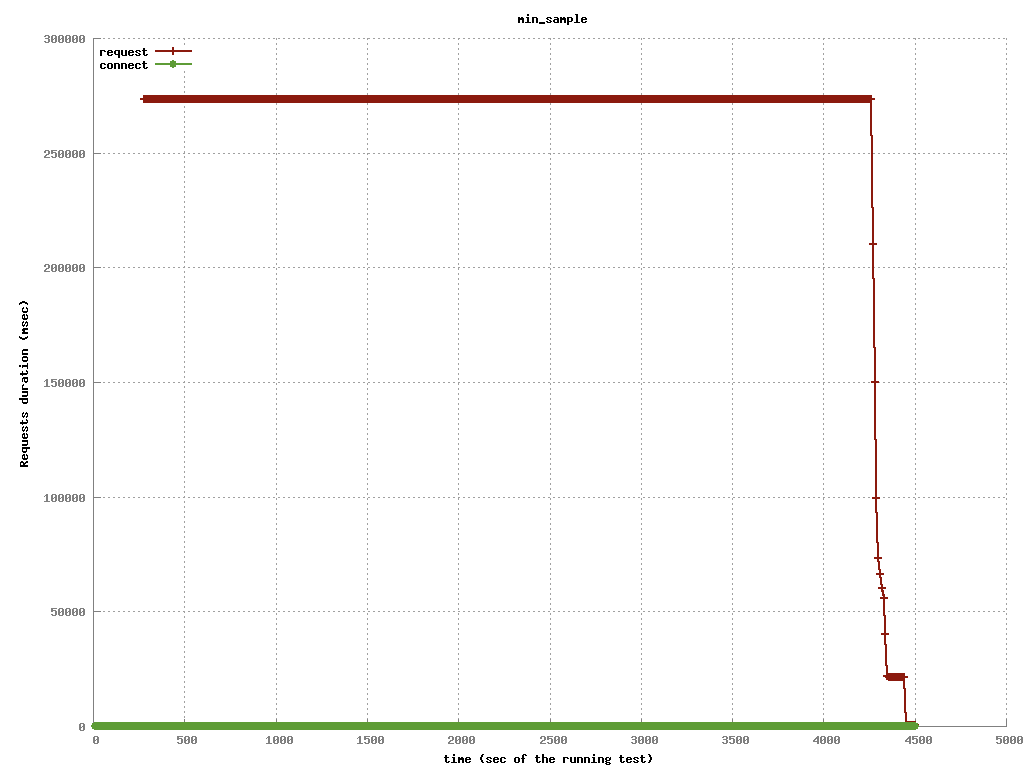 min_sample
300000
request
connect
250000
200000
Requests duration (msec)
150000
100000
50000
0
0 500 1000 1500 2000 2500 3000 3500 4000 4500 5000
time (sec of the running test)